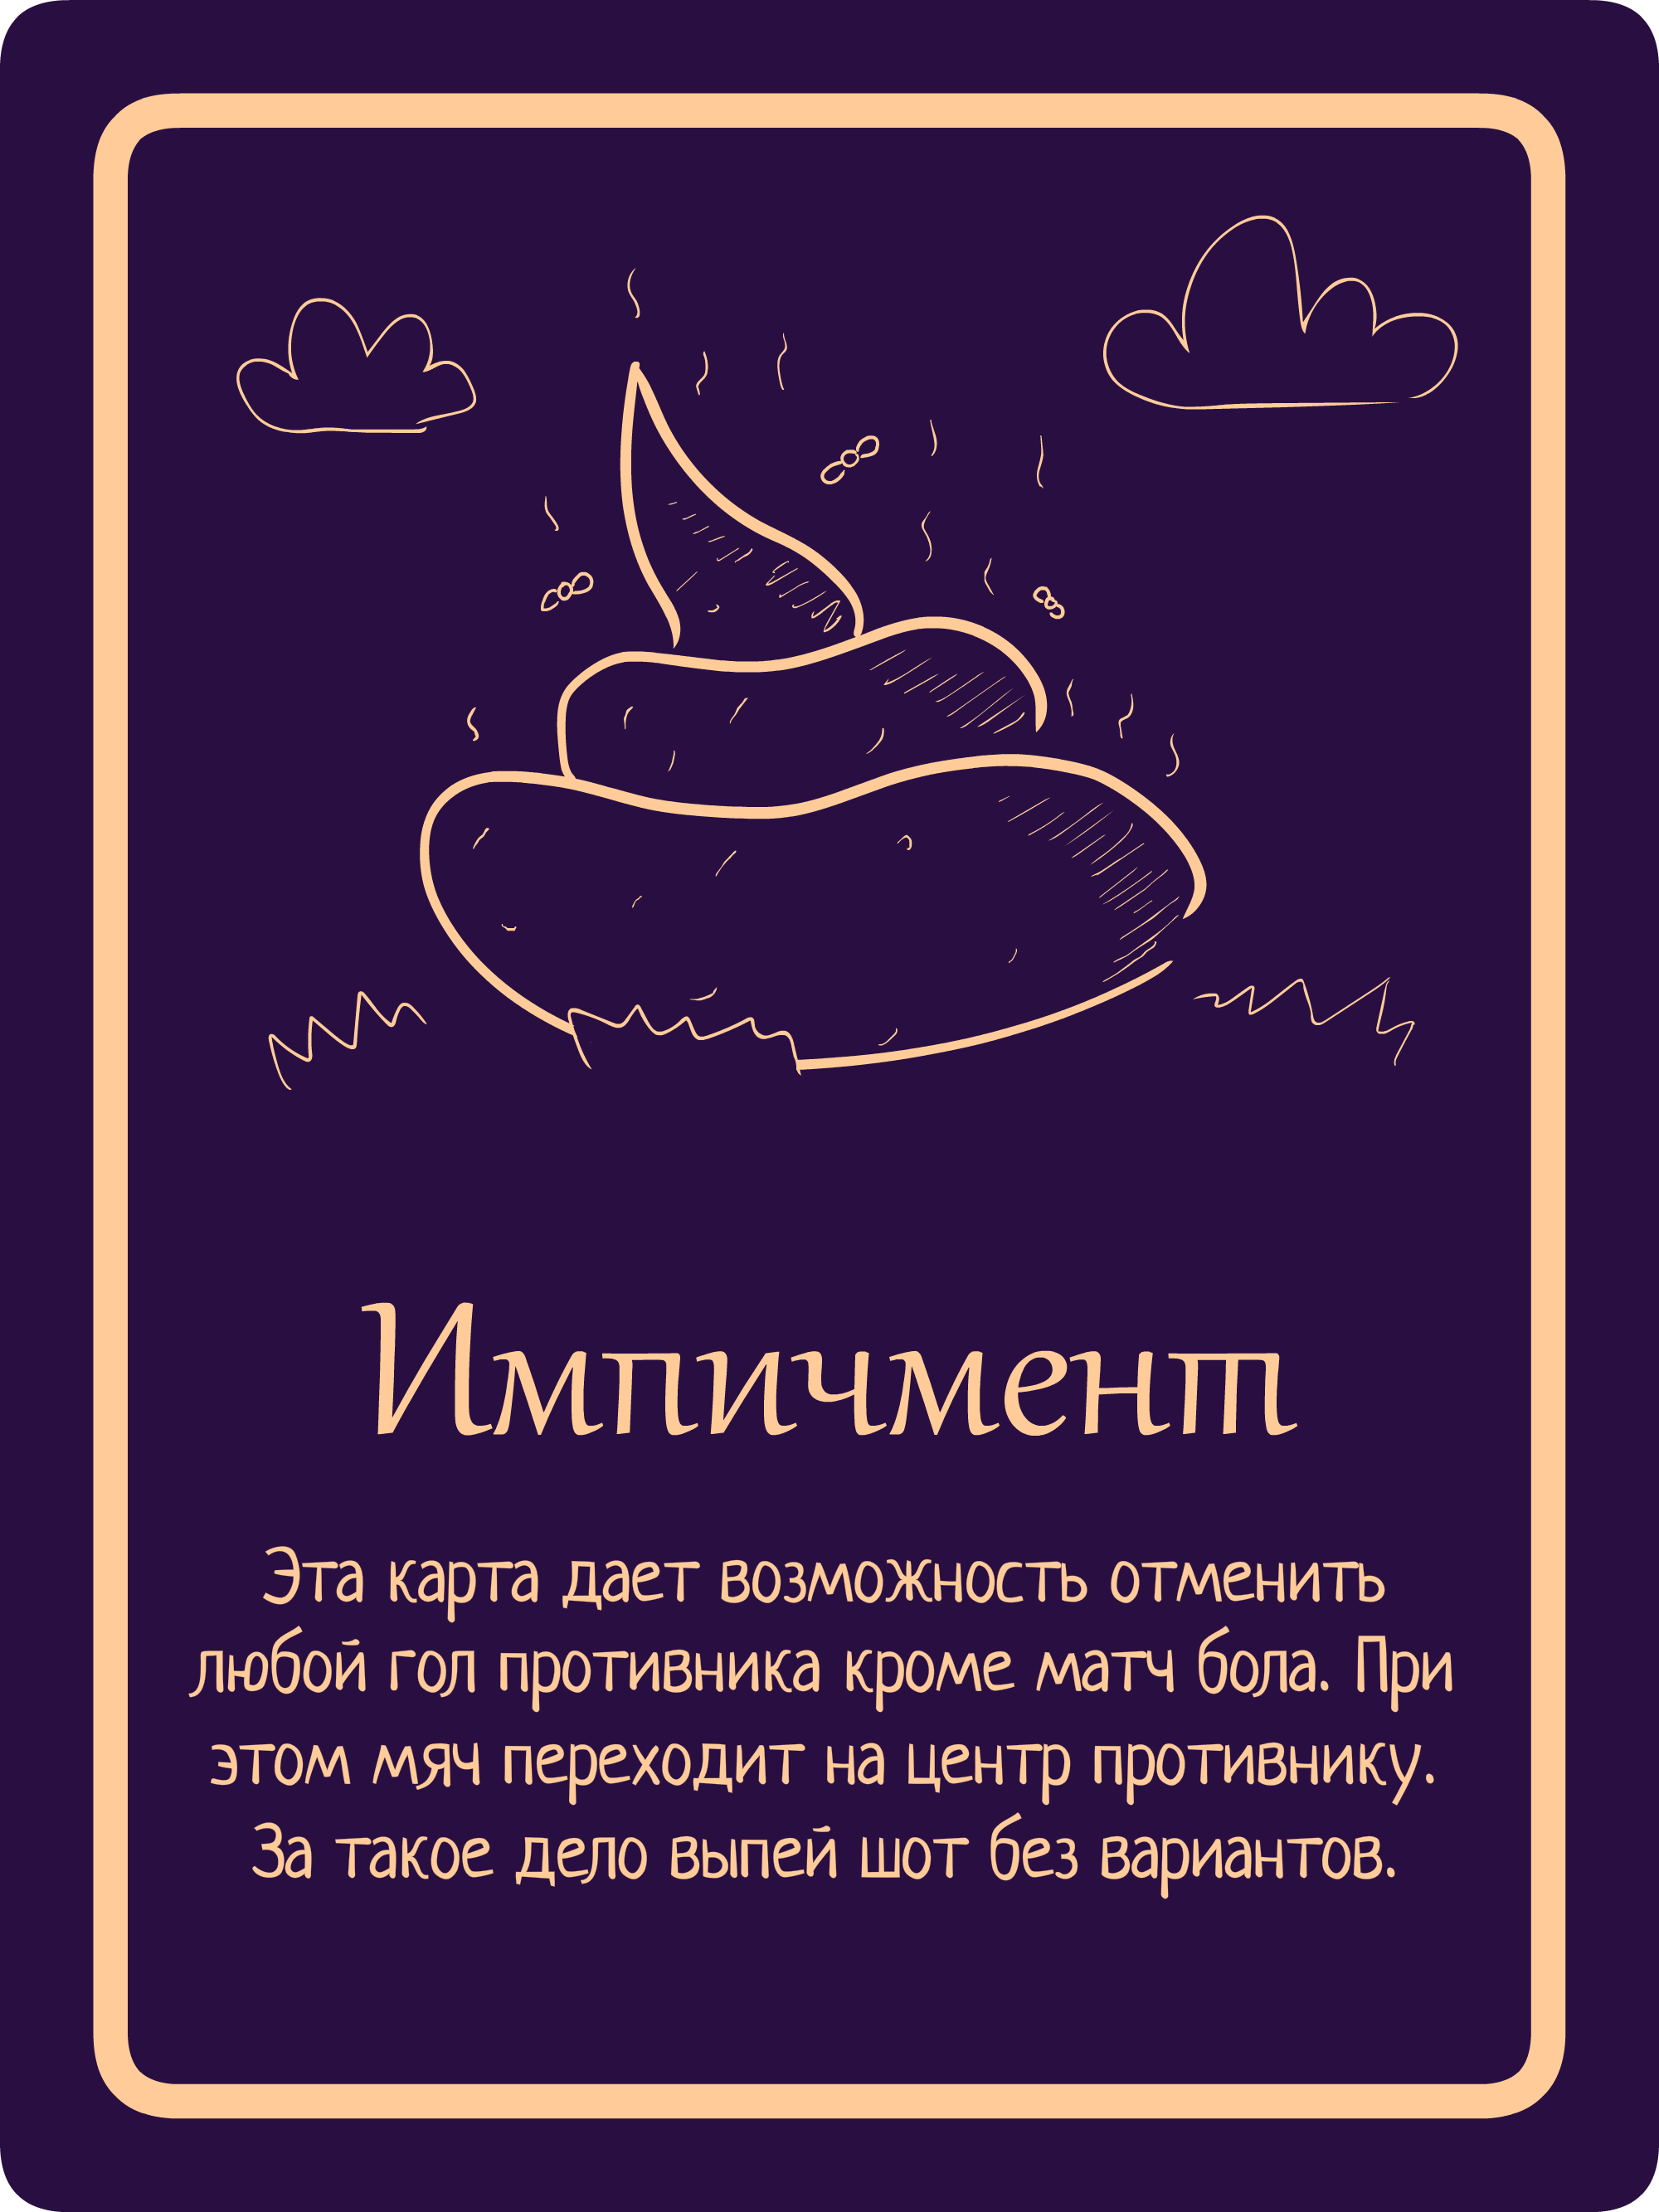 Импичмент
Эта карта дает возможность отменить
любой гол противника кроме матч бола. При
этом мяч переходит на центр противнику.
За такое дело выпей шот без вариантов.